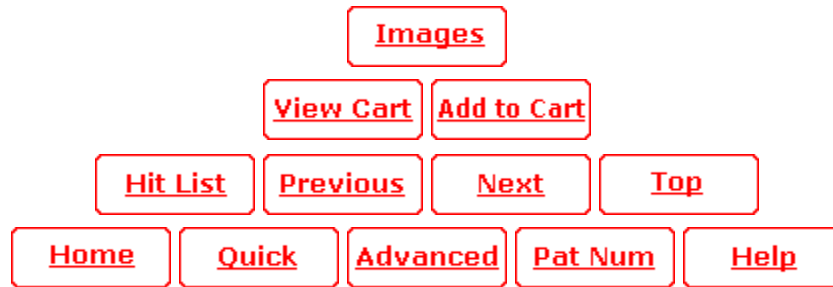 Images
View Cart Add to Cart
Hit List Previous Next Top
Home Quick Advanced Pat Num Help